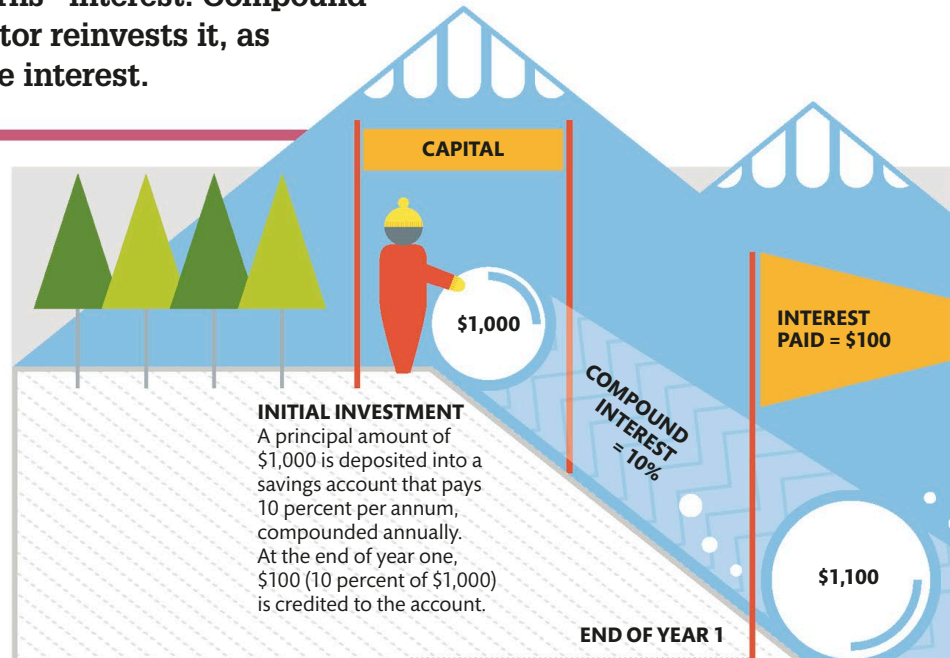 interest. Compound
reinvests it, as
interest.
CAPITAL
$1,000
INTEREST
PAID = $100
COMPOUND
INTEREST
= 10%
INITIAL INVESTMENT
A principal amount of
$1,000 is deposited into a
savings account that pays
10 percent per annum,
compounded annually.
At the end of year one,
$100 (10 percent of $1,000)
is credited to the account.
$1,100
END OF YEAR 1